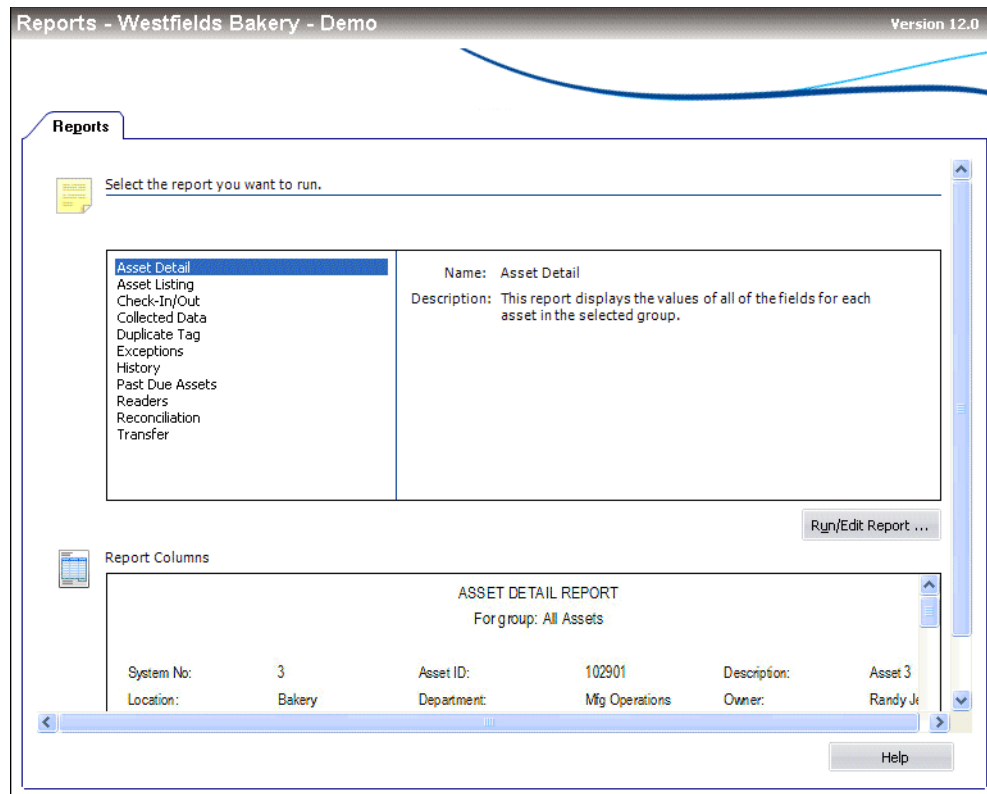 Reports - Westfields Bakery - Demo
Version 12.0
Reports
Select the report you want to run.
Asset Detail
Asset Listing
Check-In/Out
Collected Data
Duplicate Tag
Exceptions
History
Past Due Assets
Readers
Reconciliation
Transfer
Name: Asset Detail
Description: This report displays the values of all of the fields for each
asset in the selected group.
Run/Edit Report ...
Report Columns
ASSET DETAIL REPORT
For group: All Assets
System No: 3 Asset ID: 102901 Description: Asset 3
Location: Bakery Department: Mfg Operations Owner: Randy
Help